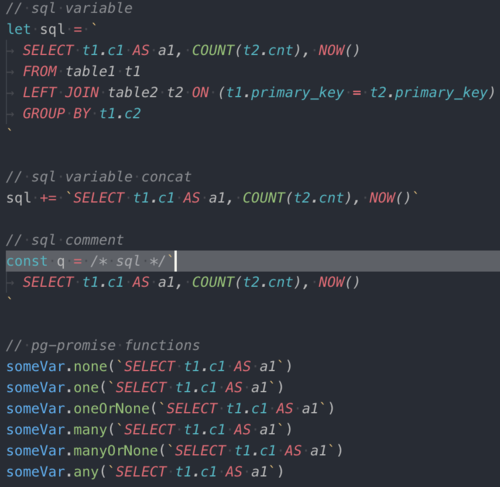 // sql variable
let sql = `
SELECT t1.c1 AS a1, COUNT(t2.cnt), NOW()
FROM table1 t1
LEFT JOIN table2 t2 ON (t1.primary_key = t2.primary_key)
GROUP BY t1.c2
`
// sql variable concat
sql += `SELECT t1.c1 AS a1, COUNT(t2.cnt), NOW()`
// sql comment
const q = /* sql */`
SELECT t1.c1 AS a1, COUNT(t2.cnt), NOW()
`
// pg-promise functions
someVar.none(`SELECT t1.c1 AS a1`)
someVar.one(`SELECT t1.c1 AS a1`)
someVar.oneOrNone(`SELECT t1.c1 AS a1`)
someVar.many(`SELECT t1.c1 AS a1`)
someVar.manyOrNone(`SELECT t1.c1 AS a1`)
someVar.any(`SELECT t1.c1 AS a1`)